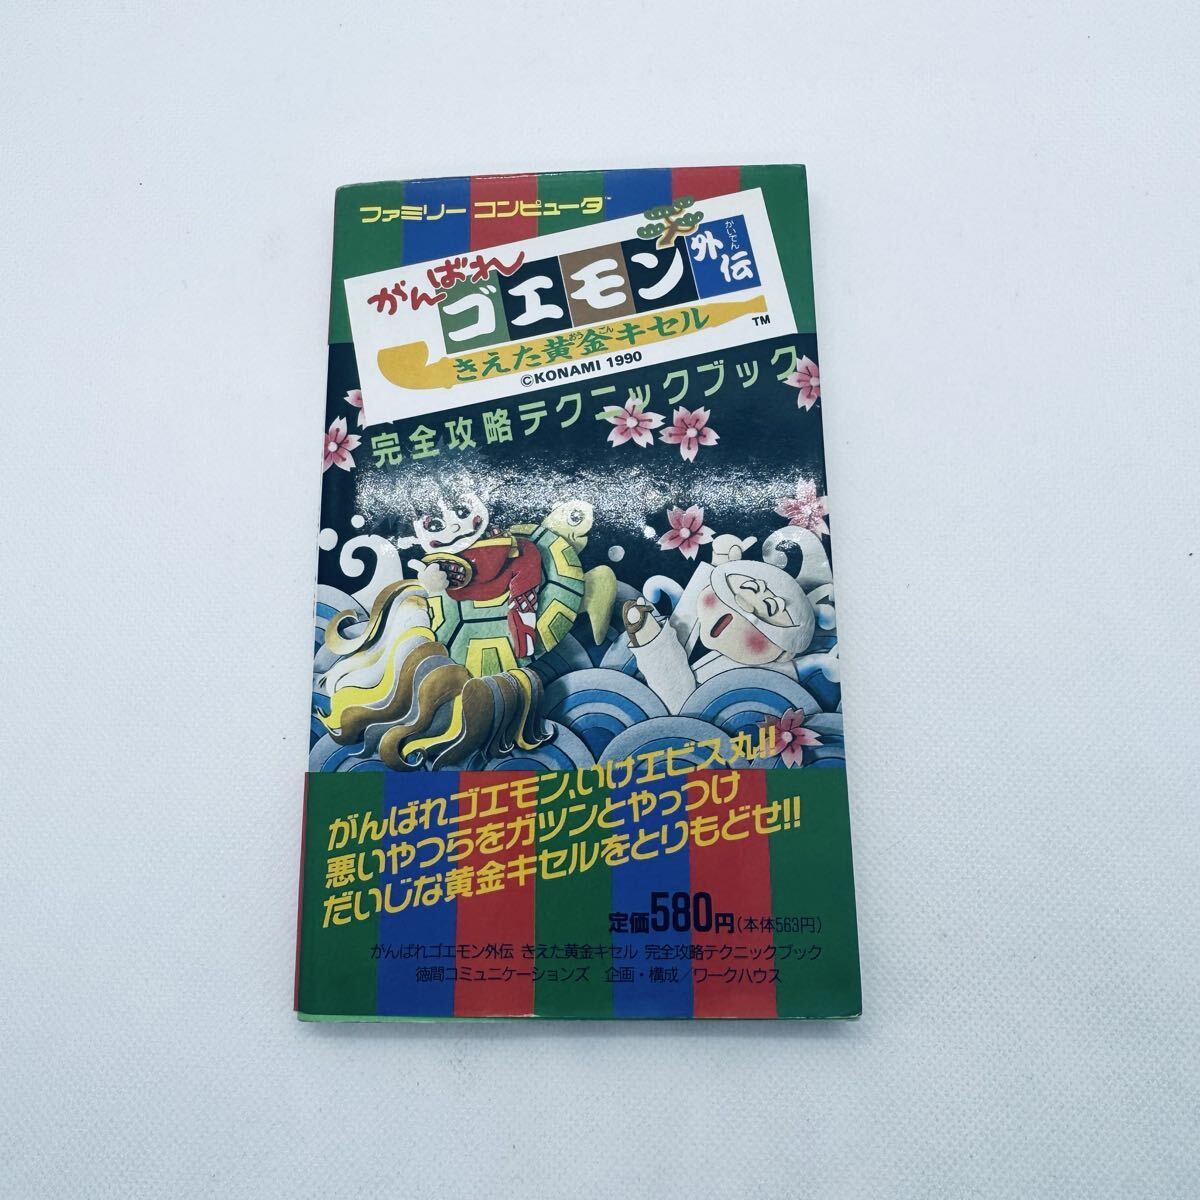 ファミリー コンピュータ™
がんばれ
ゴエモン
外伝
がいでん
きえた黄金キセル
おうごん
TM
©KONAMI 1990
完全攻略テクニックブック
がんばれゴエモン、いけエビス丸!!
悪いやつらをガツンとやっつけ
だいじな黄金キセルをとりもどせ!!
定価580円(本体563円)
がんばれゴエモン外伝 きえた黄金キセル 完全攻略テクニックブック
徳間コミュニケーションズ 企画・構成/ワークハウス